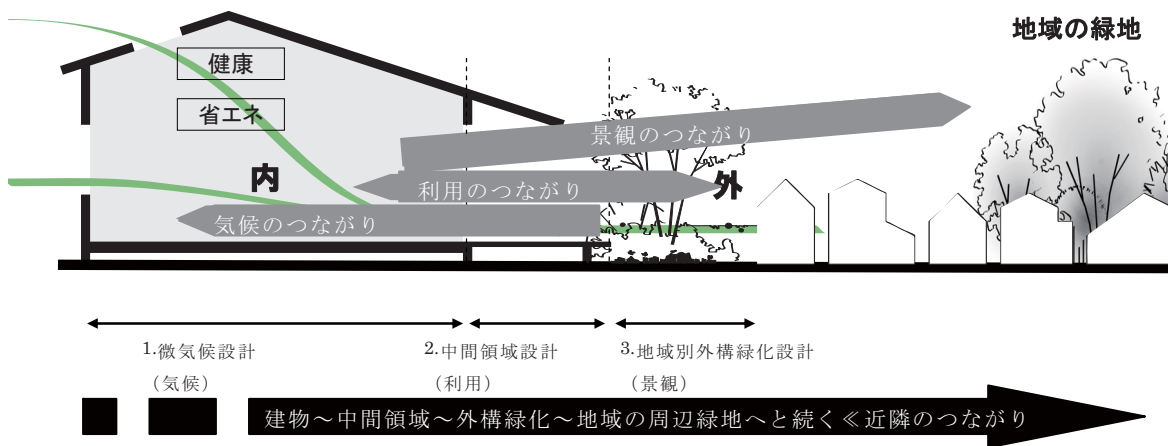 地域の緑地
健康
省エネ
景観のつながり
内
利用のつながり
外
気候のつながり
1.微気候設計
(気候)
2.中間領域設計
(利用)
3.地域別外構緑化設計
(景観)
建物～中間領域～外構緑化～地域の周辺緑地へと続く≪近隣のつながり